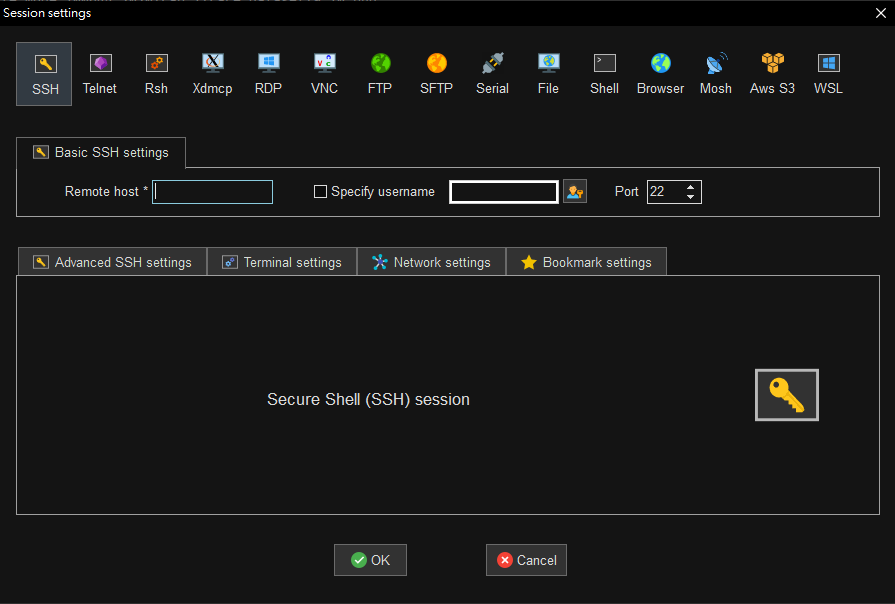 Session settings
SSH Telnet Rsh Xdmcp RDP VNC FTP SFTP Serial File Shell Browser Mosh Aws S3 WSL
Basic SSH settings
Remote host * Specify username Port 22
Advanced SSH settings Terminal settings Network settings Bookmark settings
Secure Shell (SSH) session
OK Cancel